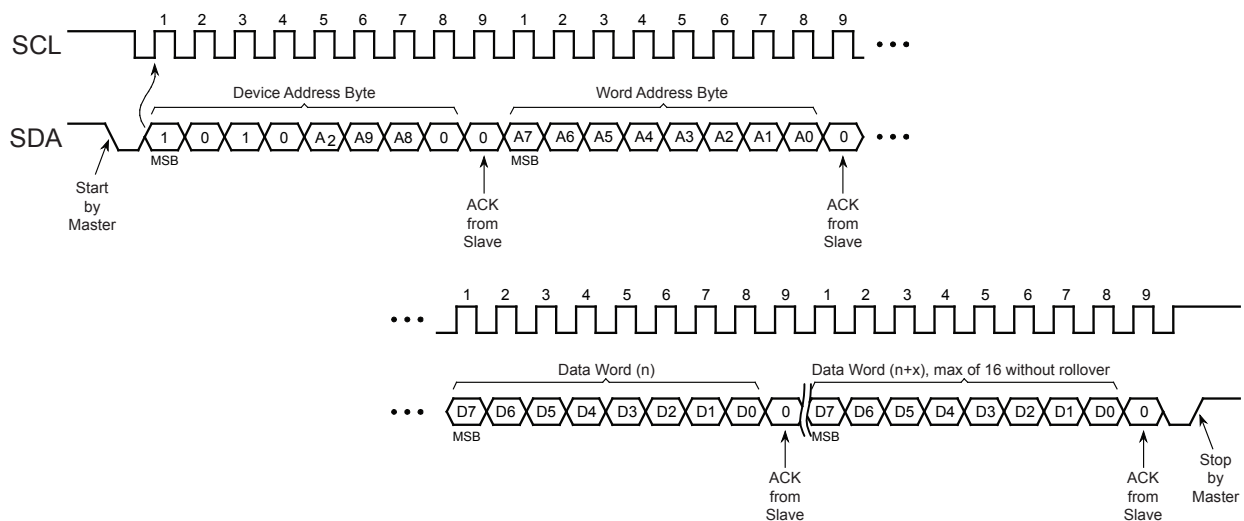 1 2 3 4 5 6 7 8 9 1 2 3 4 5 6 7 8 9
SCL
Device Address Byte Word Address Byte
SDA 1 0 1 0 A2 A9 A8 0 0 A7 A6 A5 A4 A3 A2 A1 A0 0
MSB MSB
Start
by
Master
ACK
from
Slave
ACK
from
Slave
1 2 3 4 5 6 7 8 9 1 2 3 4 5 6 7 8 9
Data Word (n) Data Word (n+x), max of 16 without rollover
D7 D6 D5 D4 D3 D2 D1 D0 0 D7 D6 D5 D4 D3 D2 D1 D0 0
MSB MSB
ACK
from
Slave
ACK
from
Slave
Stop
by
Master